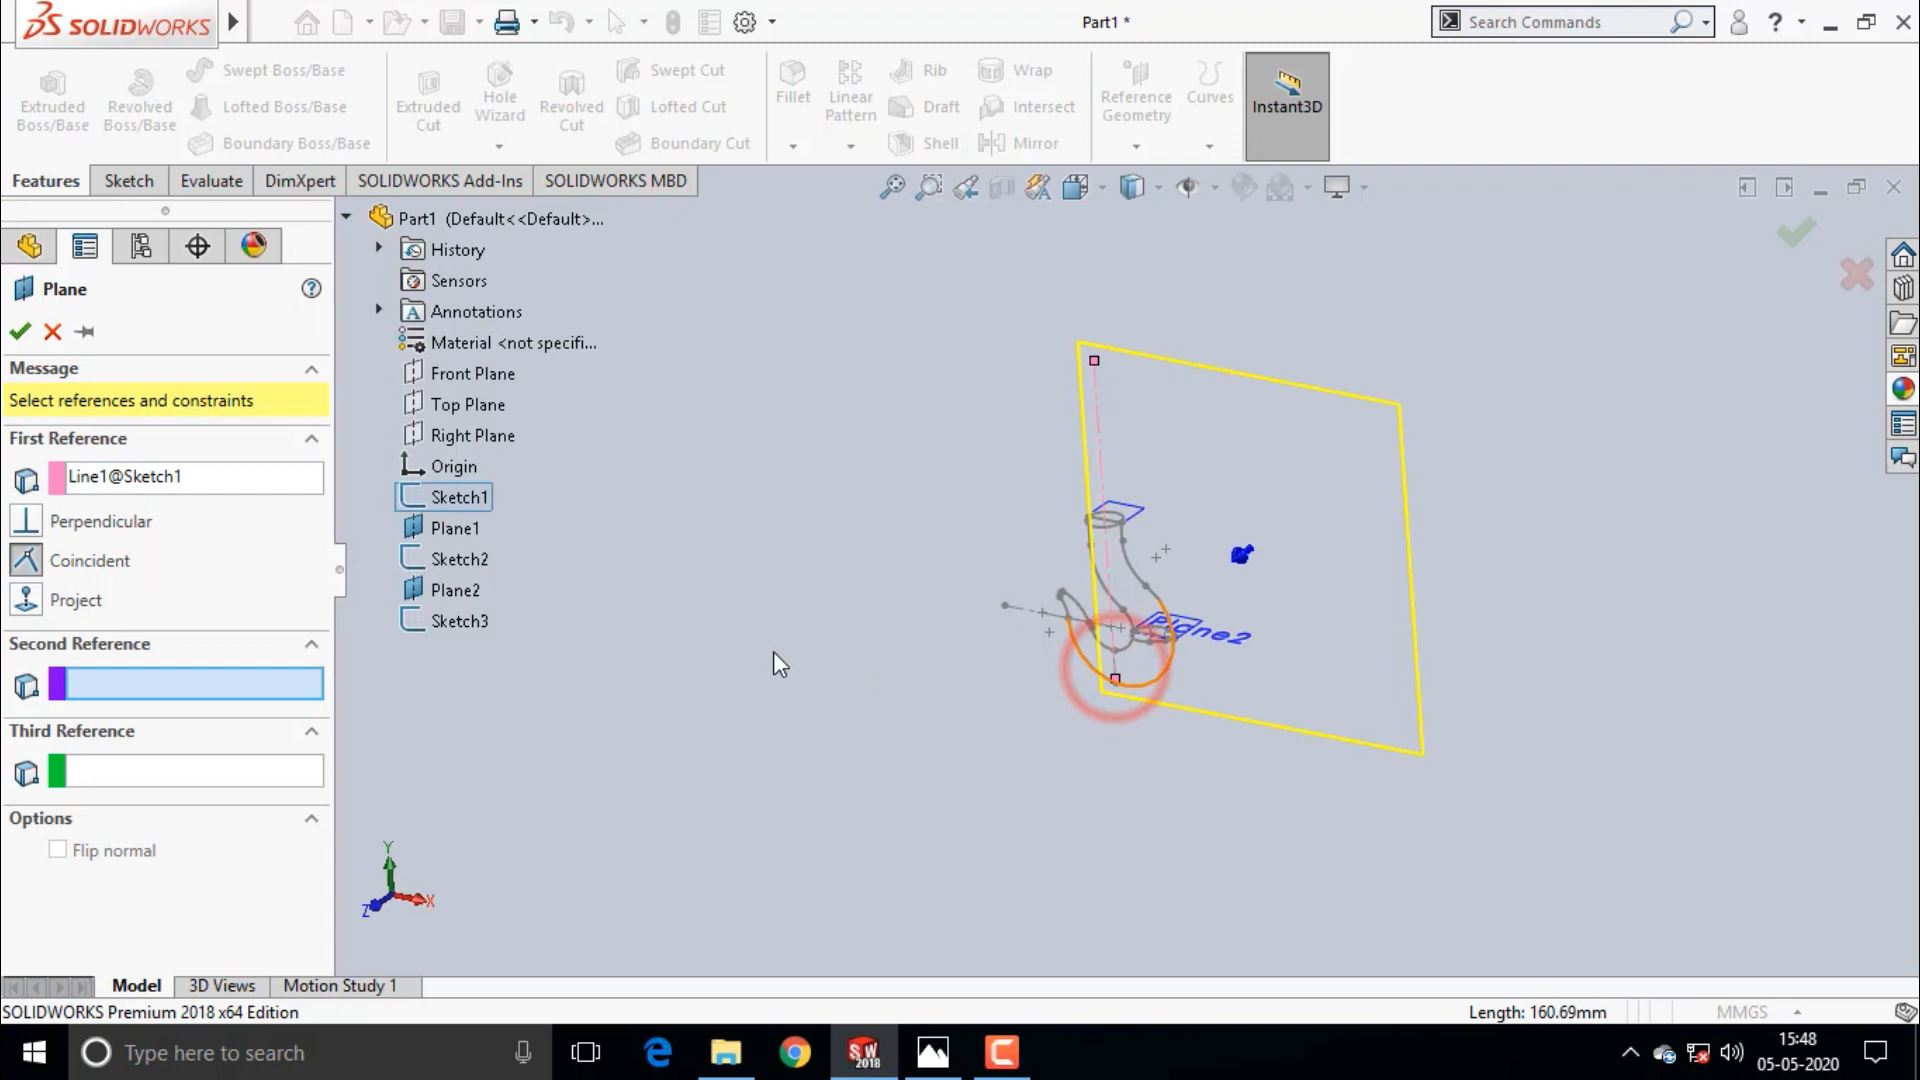 SOLIDWORKS
Part1 *
Search Commands
Extruded Boss/Base
Revolved Boss/Base
Swept Boss/Base
Lofted Boss/Base
Boundary Boss/Base
Extruded Cut
Hole Wizard
Revolved Cut
Swept Cut
Lofted Cut
Boundary Cut
Fillet
Linear Pattern
Rib
Draft
Shell
Wrap
Intersect
Mirror
Reference Geometry
Curves
Instant3D
Features
Sketch
Evaluate
DimXpert
SOLIDWORKS Add-Ins
SOLIDWORKS MBD
Plane
Message
Select references and constraints
First Reference
Line1@Sketch1
Perpendicular
Coincident
Project
Second Reference
Third Reference
Options
Flip normal
Part1 (Default<<Default>...
History
Sensors
Annotations
Material <not specifi...
Front Plane
Top Plane
Right Plane
Origin
Sketch1
Plane1
Sketch2
Plane2
Sketch3
Plane2
Y
X
Z
Model
3D Views
Motion Study 1
SOLIDWORKS Premium 2018 x64 Edition
Length: 160.69mm
MMGS
Type here to search
SW
2018
15:48
05-05-2020